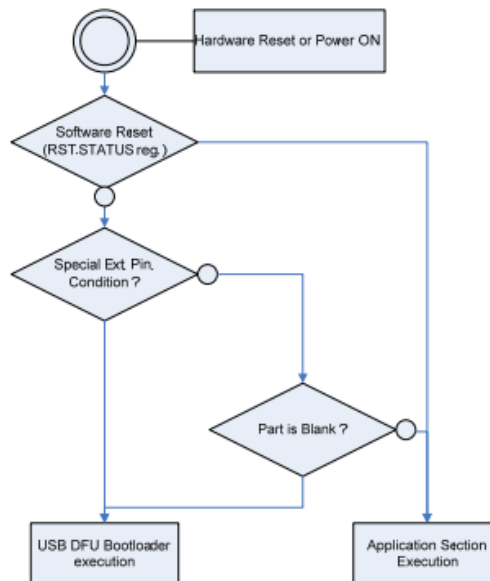 Hardware Reset or Power ON
Software Reset
(RST.STATUS reg.)
Special Ext. Pin.
Condition ?
Part is Blank ?
USB DFU Bootloader
execution
Application Section
Execution